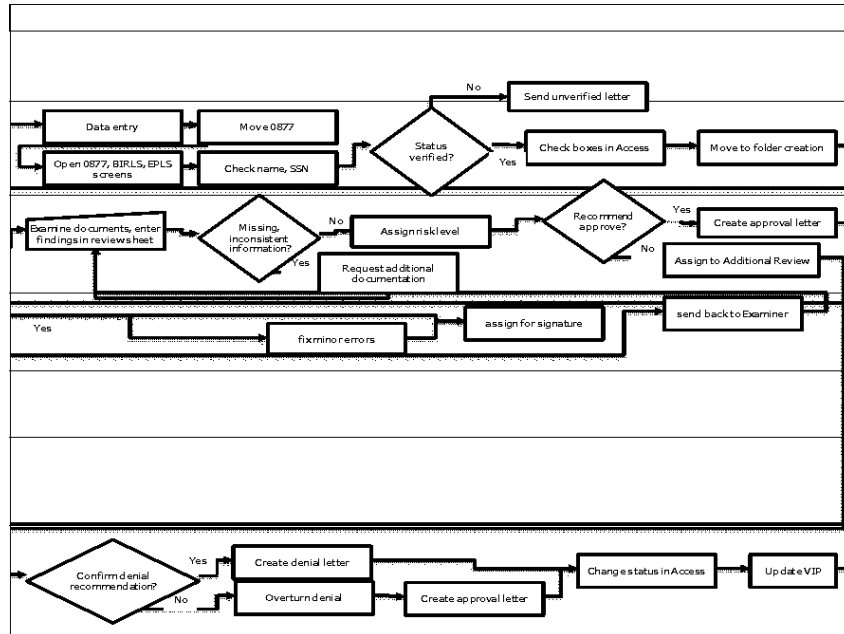 No
Send unverified letter
Data entry
Move 0877
Status
verified?
Yes
Check boxes in Access
Move to folder creation
Open 0877, BIRLS, EPLS
screens
Check name, SSN
Examine documents, enter
findings in review sheet
Missing,
inconsistent
information?
No
Yes
Assign risk level
Recommend
approve?
Yes
Create approval letter
No
Assign to Additional Review
Request additional
documentation
Yes
fix minor errors
assign for signature
send back to Examiner
Confirm denial
recommendation?
Yes
Create denial letter
No
Overturn denial
Create approval letter
Change status in Access
Update VIP